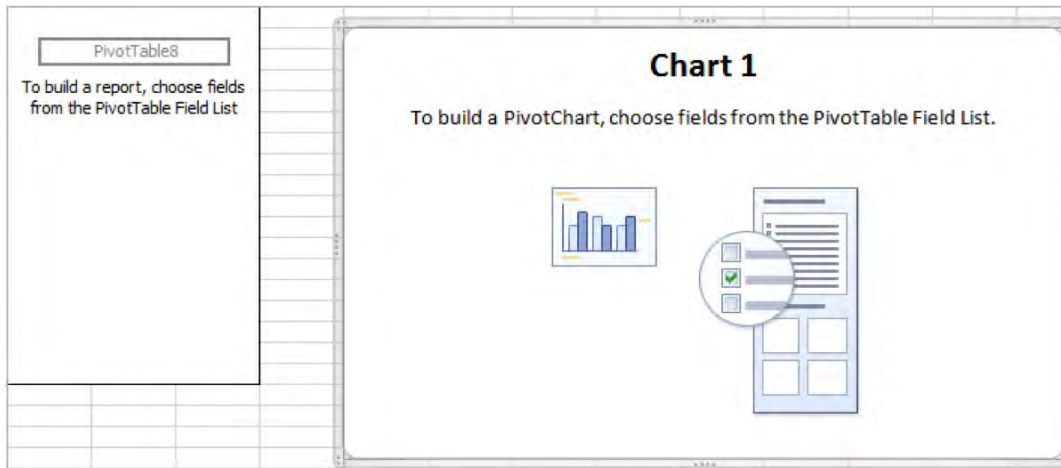 PivotTable8
To build a report, choose fields
from the PivotTable Field List
Chart 1
To build a PivotChart, choose fields from the PivotTable Field List.